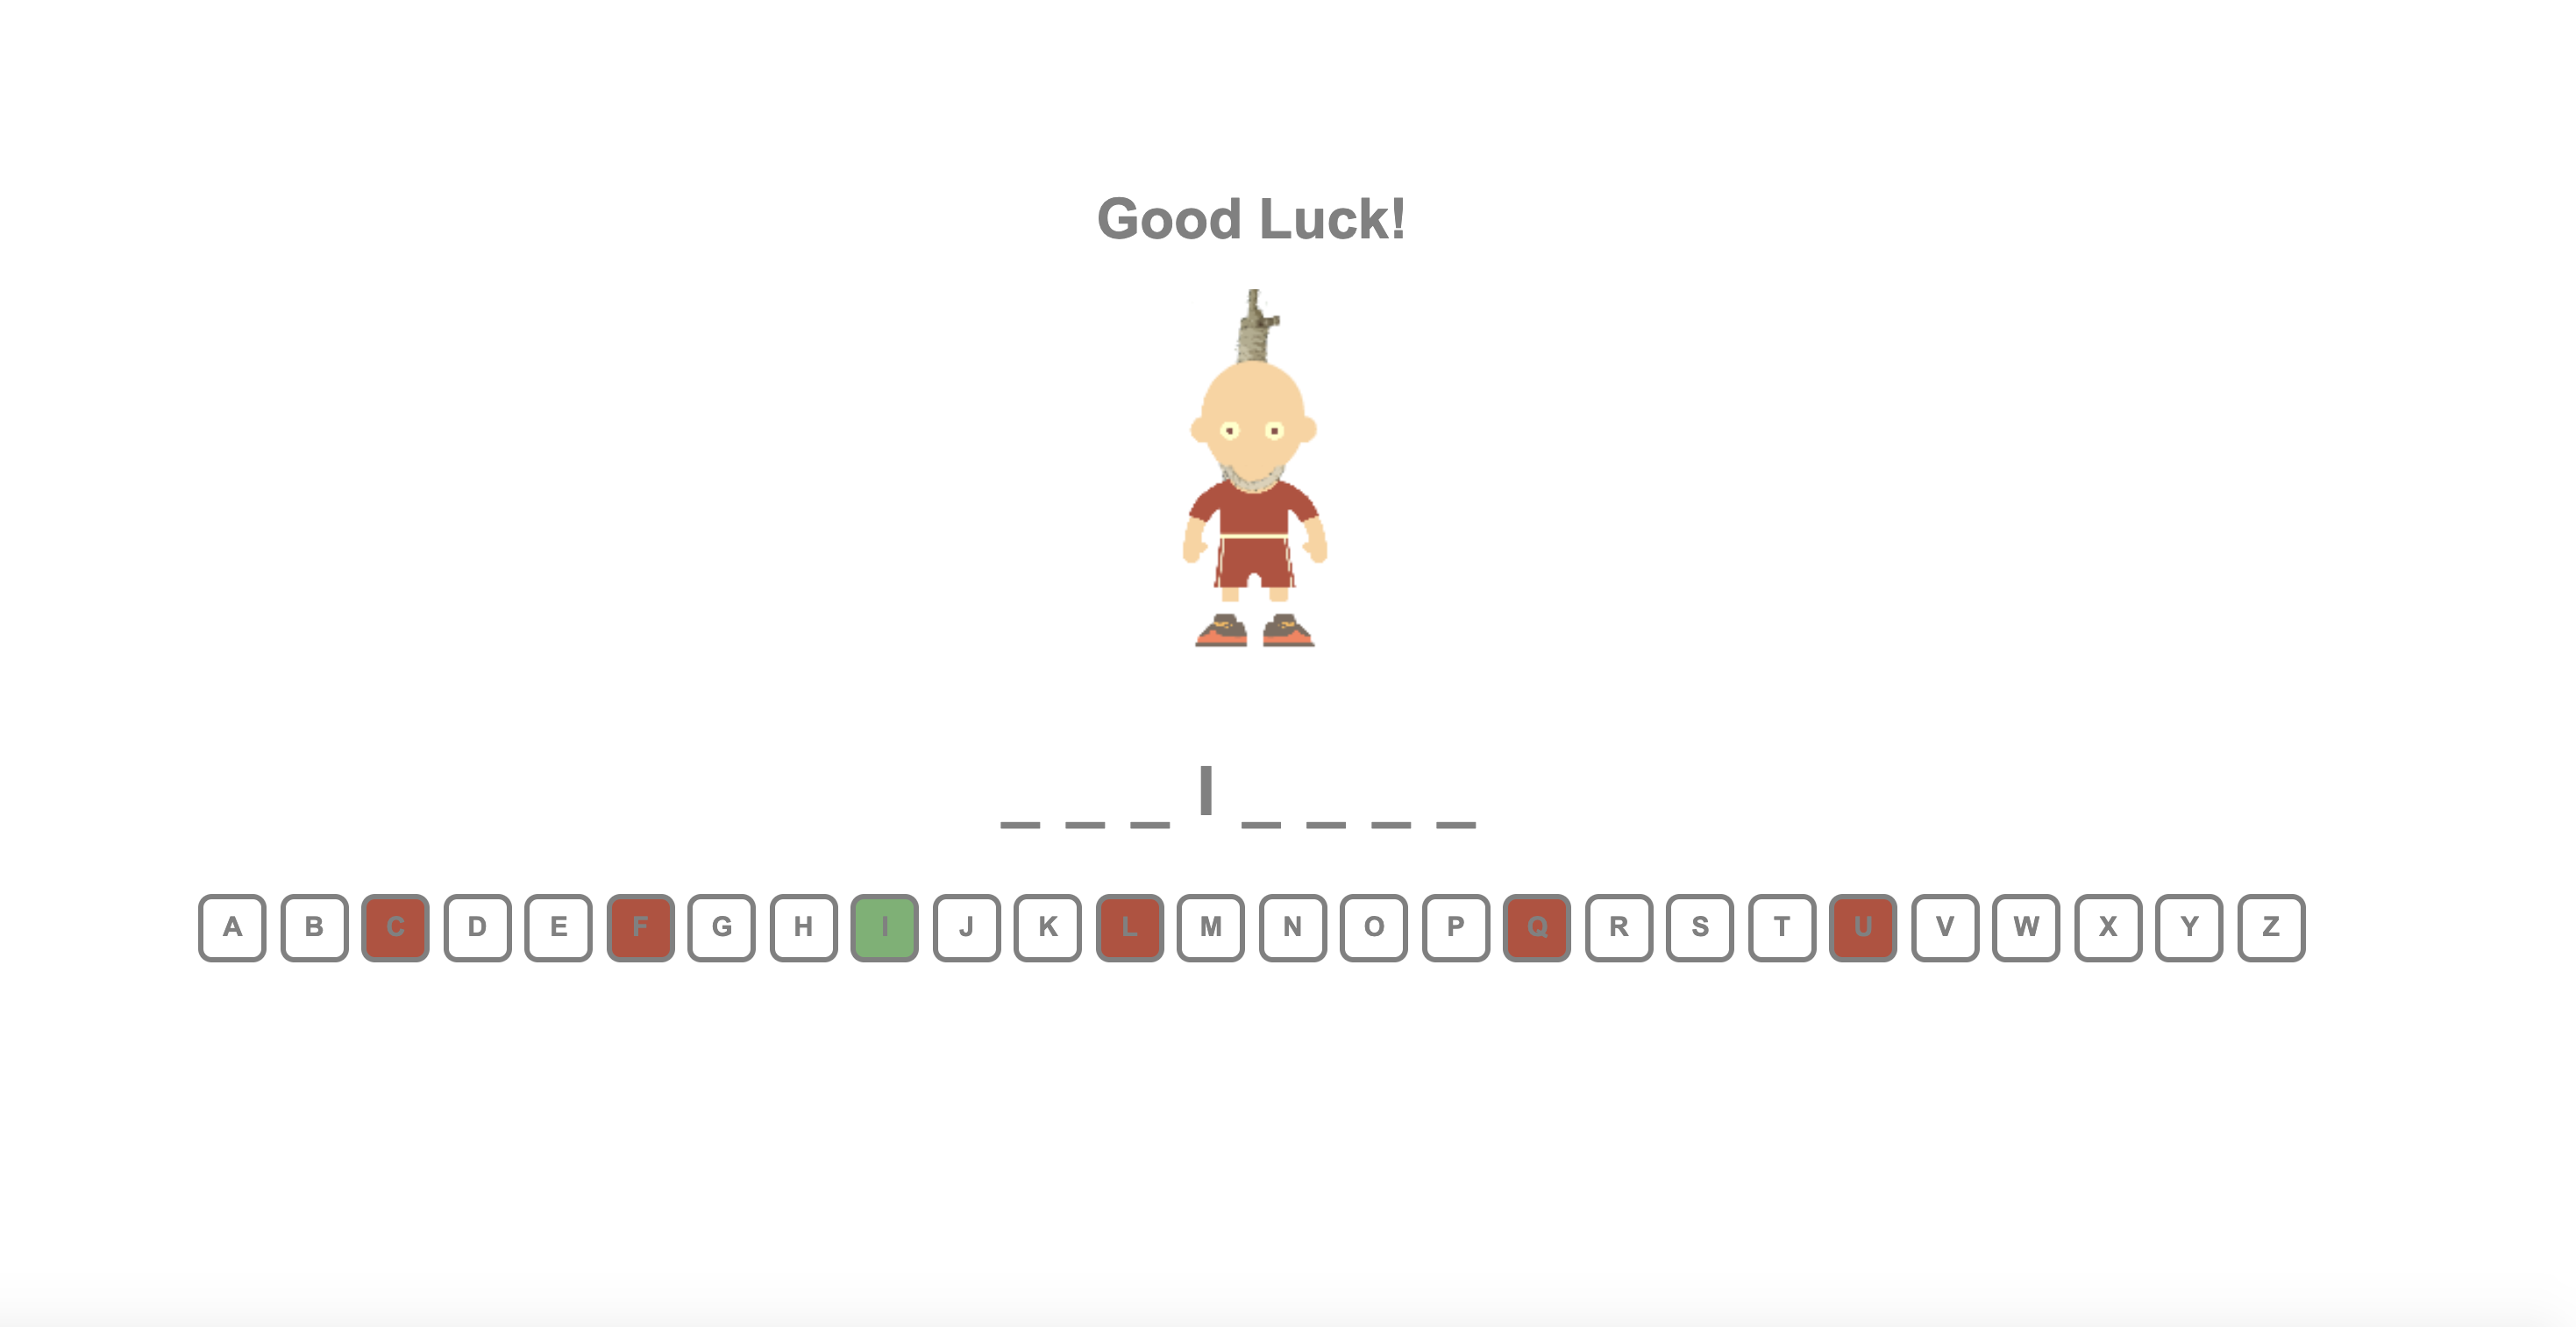 Good Luck!
_ _ _ I _ _ _ _
A B C D E F G H I J K L M N O P Q R S T U V W X Y Z